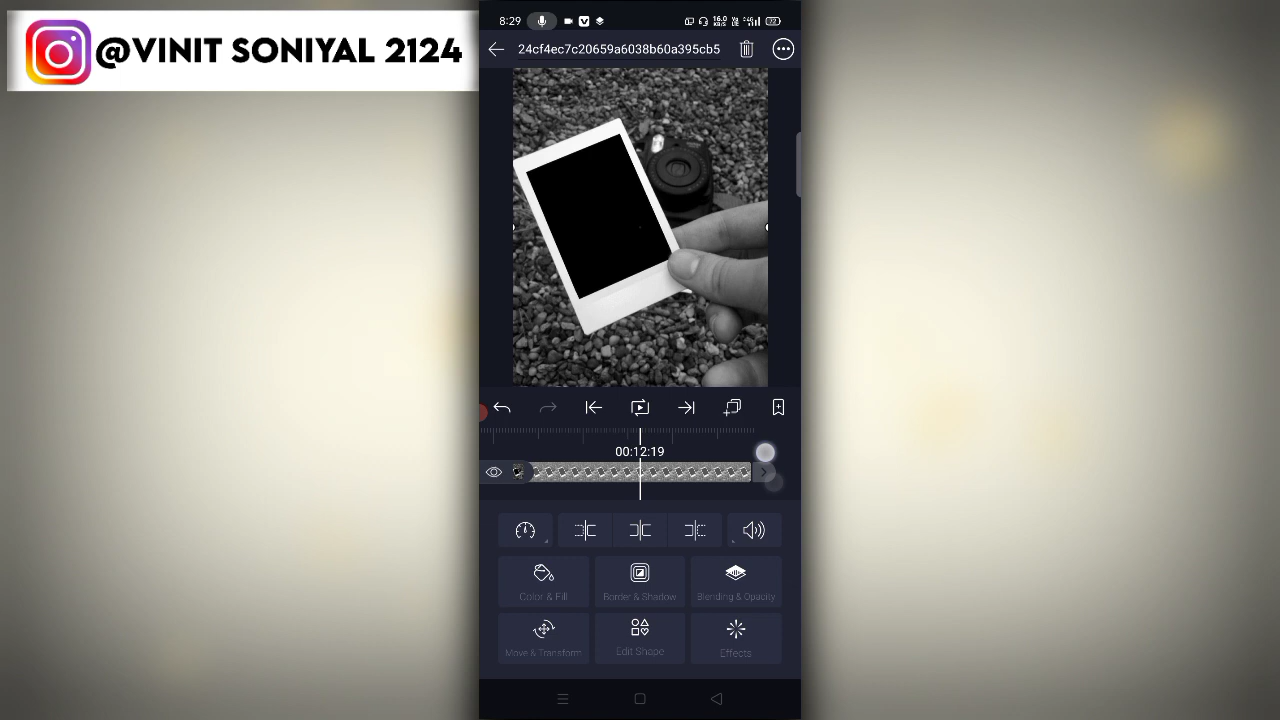 @VINIT SONIYAL 2124
8:29
24cf4ec7c20659a6038b60a395cb5
00:12:19
Color & Fill
Border & Shadow
Blending & Opacity
Move & Transform
Edit Shape
Effects